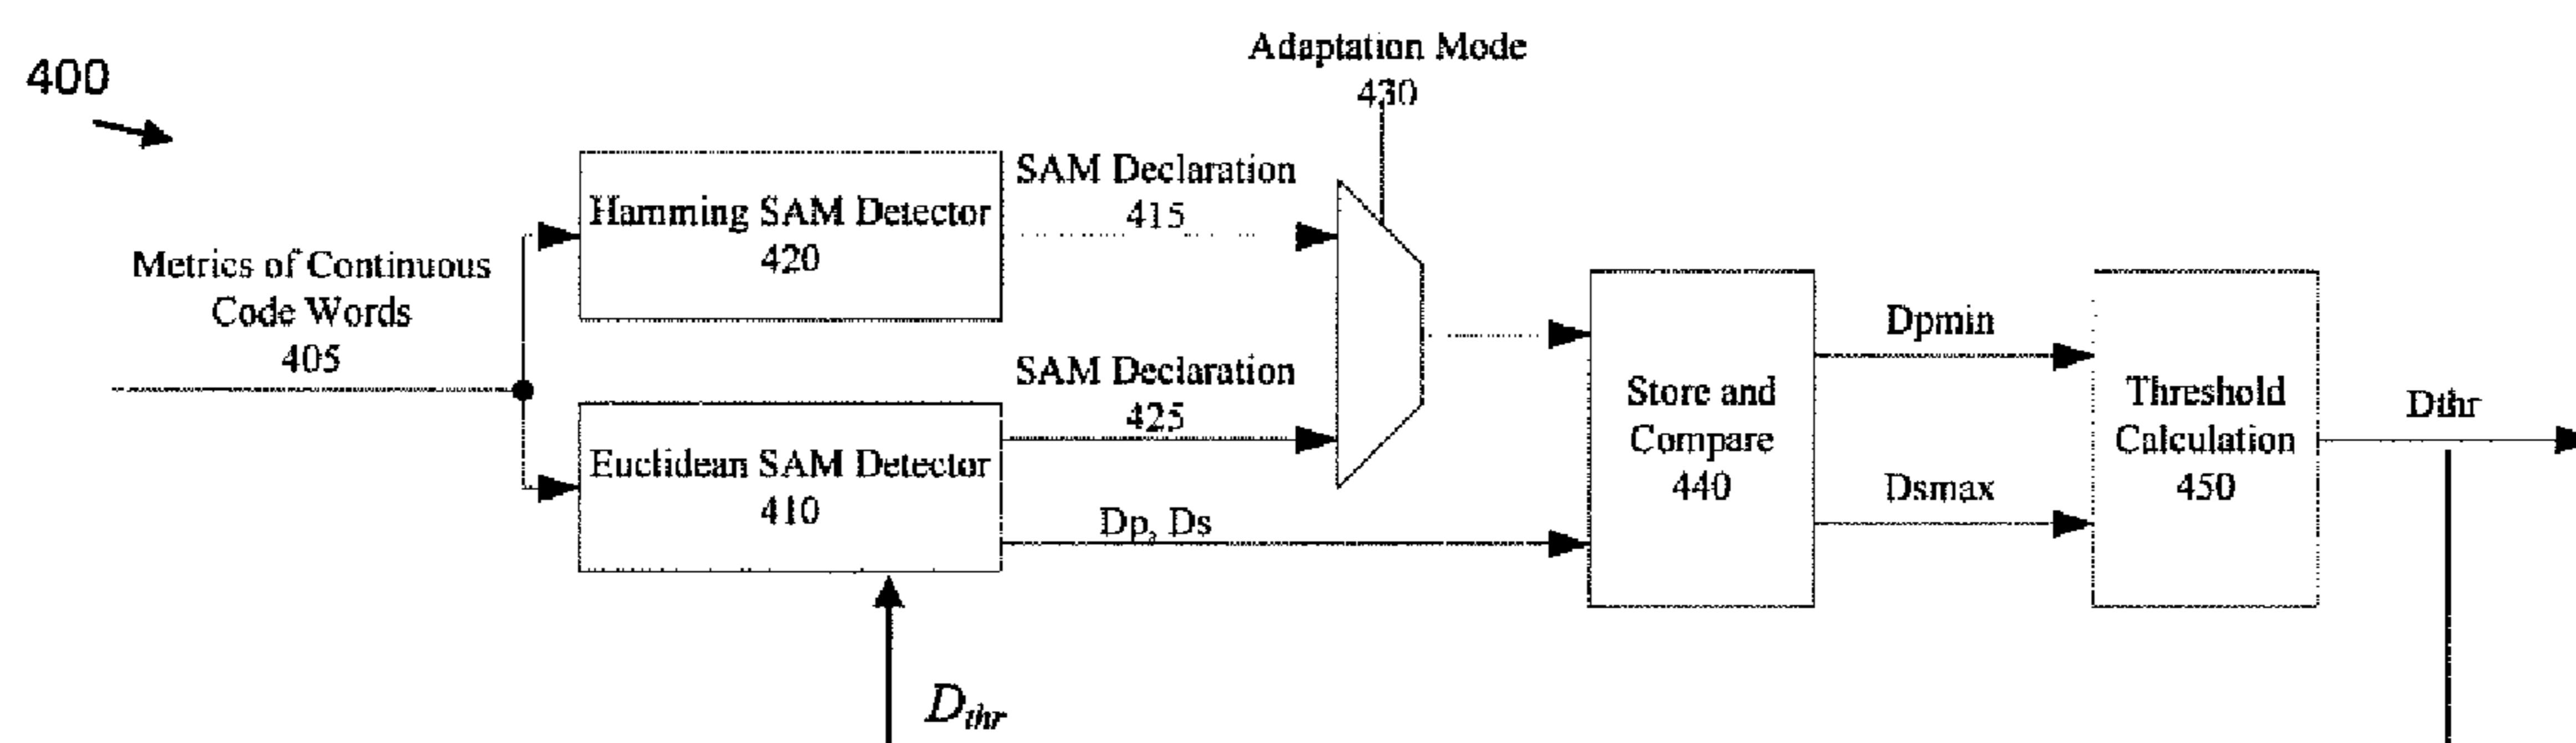 400
Adaptation Mode
430
Hamming SAM Detector
420
SAM Declaration
415
Metrics of Continuous
Code Words
405
SAM Declaration
425
Euclidean SAM Detector
410
Dp, Ds
Store and
Compare
440
Dpmin
Dsmax
Threshold
Calculation
450
Dthr
Dthr